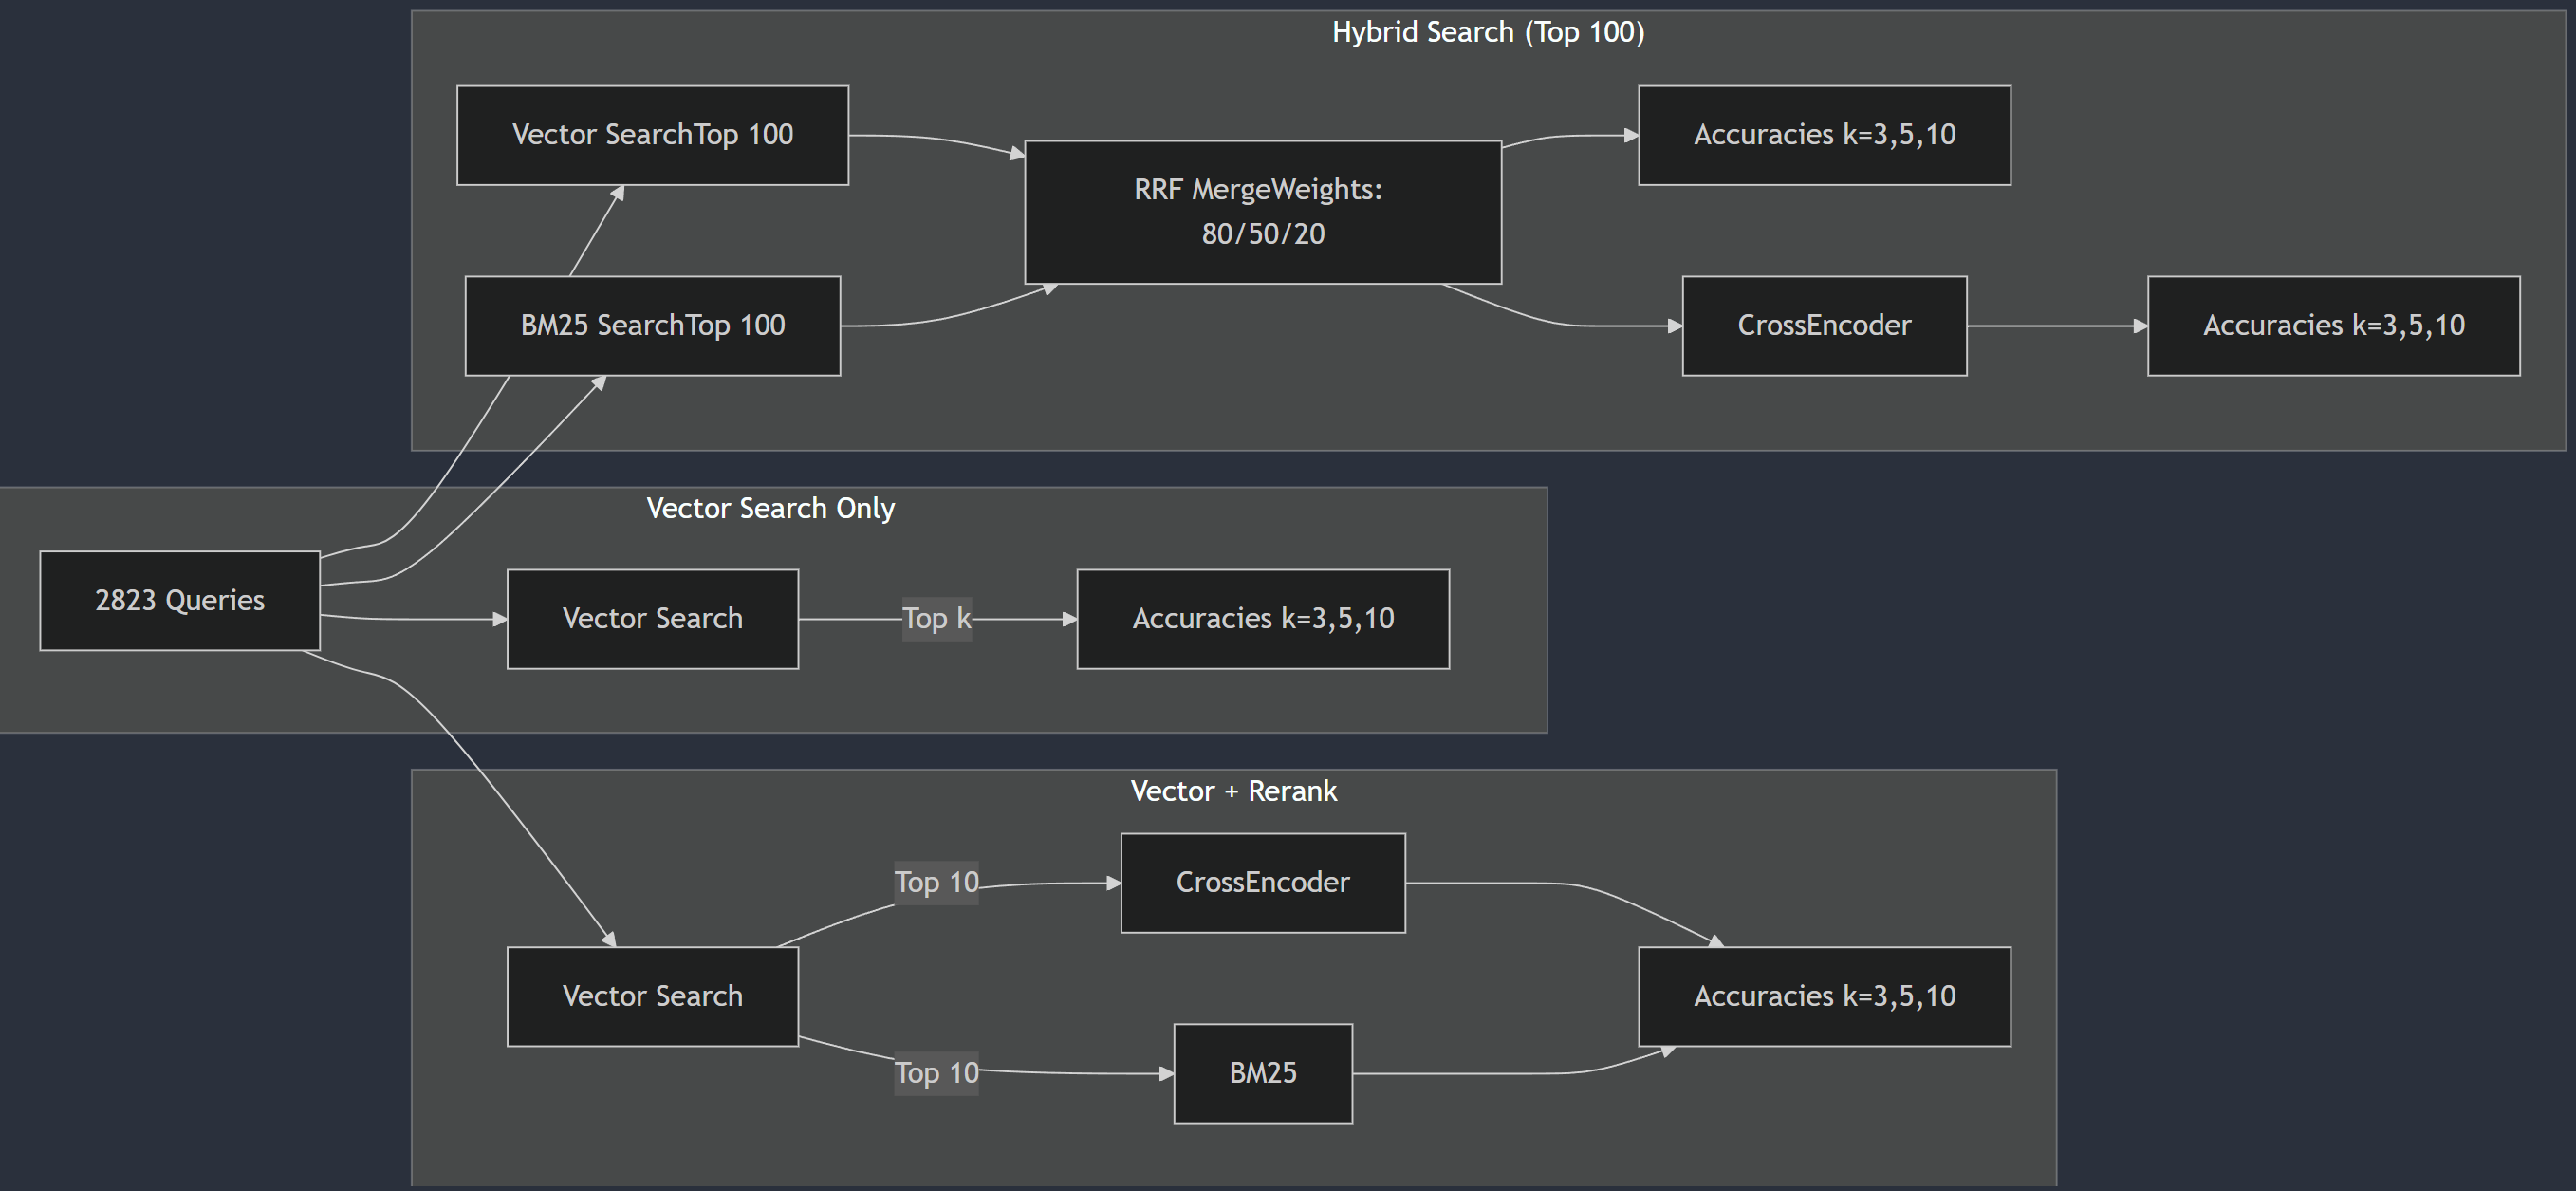 Hybrid Search (Top 100)
Vector SearchTop 100
Accuracies k=3,5,10
RRF MergeWeights:
80/50/20
BM25 SearchTop 100
CrossEncoder
Accuracies k=3,5,10
Vector Search Only
2823 Queries
Vector Search
Top k
Accuracies k=3,5,10
Vector + Rerank
Top 10
CrossEncoder
Vector Search
Accuracies k=3,5,10
Top 10
BM25